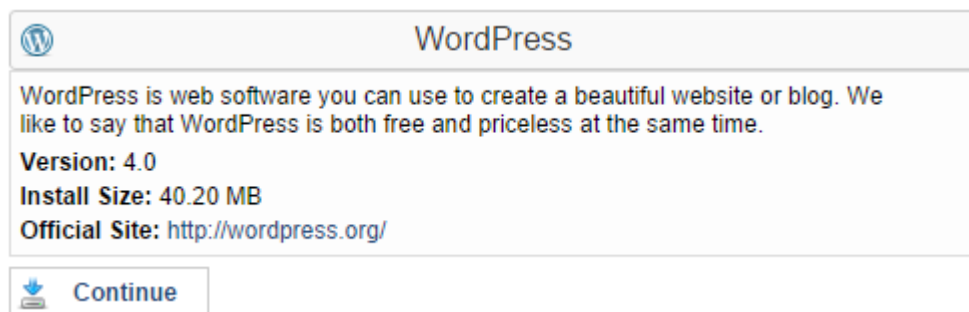 WordPress
WordPress is web software you can use to create a beautiful website or blog. We
like to say that WordPress is both free and priceless at the same time.
Version: 4.0
Install Size: 40.20 MB
Official Site: http://wordpress.org/
Continue